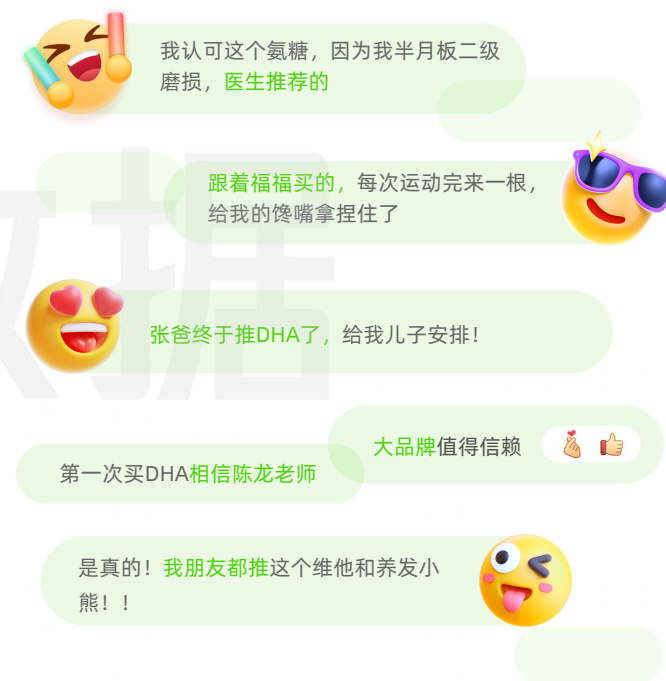 我认可这个氨糖，因为我半月板二级
磨损，医生推荐的
跟着福福买的，每次运动完来一根，
给我的馋嘴拿捏住了
张爸终于推DHA了，给我儿子安排！
大品牌值得信赖
第一次买DHA相信陈龙老师
是真的！我朋友都推这个维他和养发小
熊！！
数据